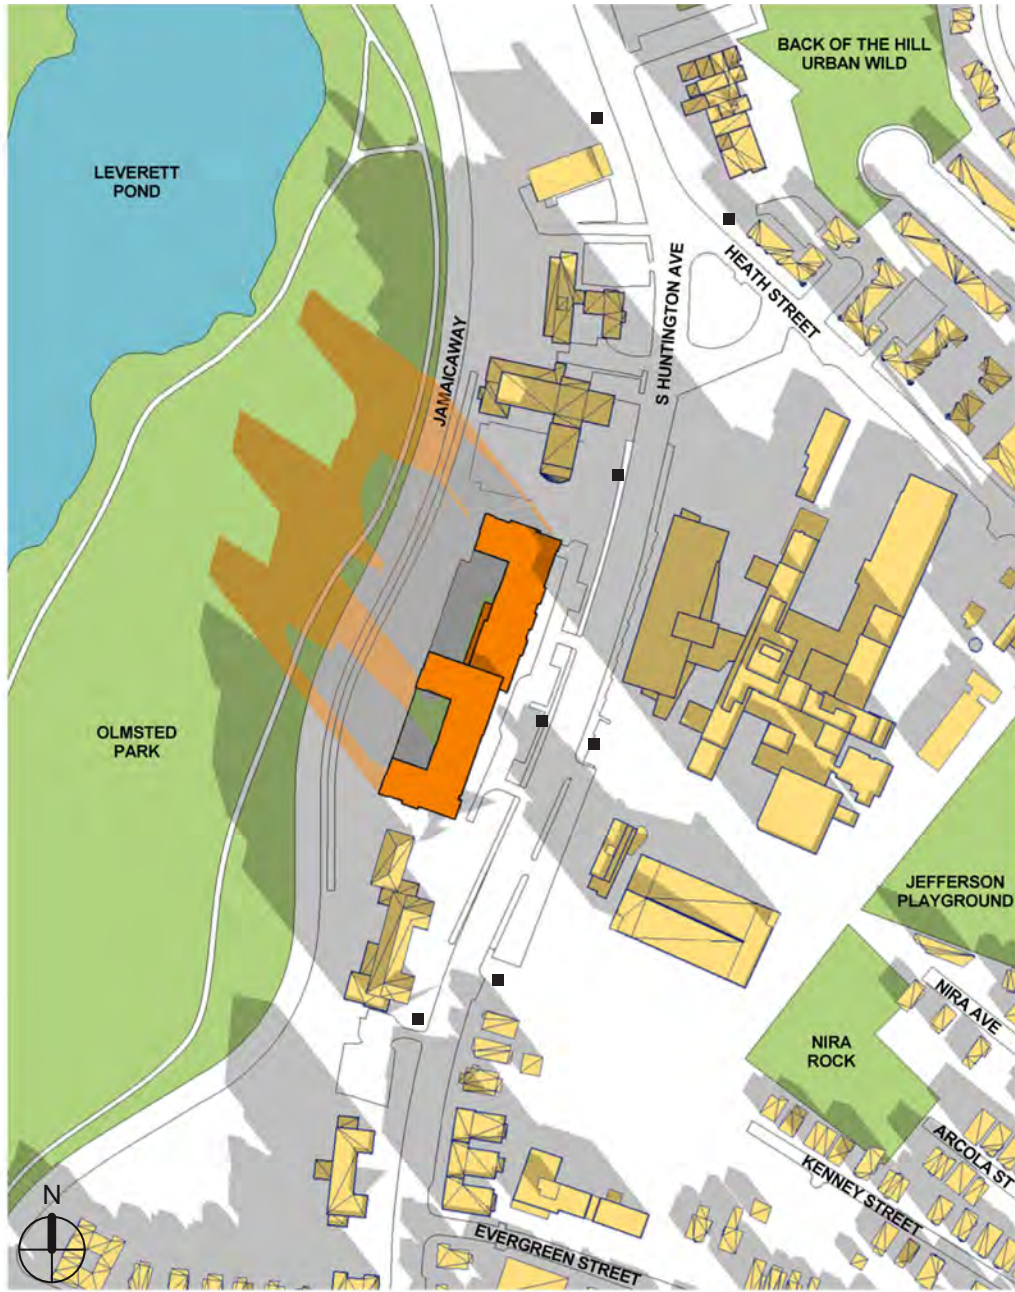 BACK OF THE HILL
URBAN WILD
LEVERETT
POND
S HUNTINGTON AVE
HEATH STREET
JAMAICAWAY
OLMSTED
PARK
JEFFERSON
PLAYGROUND
NIRA AVE
NIRA
ROCK
ARCOLA ST
KENNEY STREET
N
EVERGREEN STREET